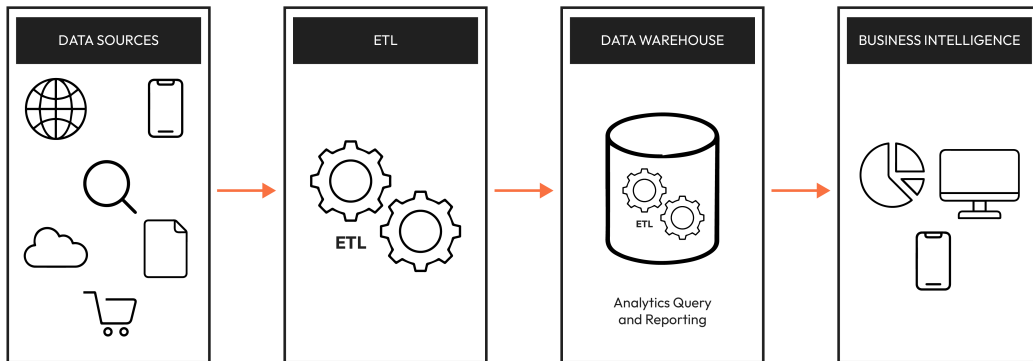 DATA SOURCES
ETL
ETL
DATA WAREHOUSE
ETL
Analytics Query
and Reporting
BUSINESS INTELLIGENCE